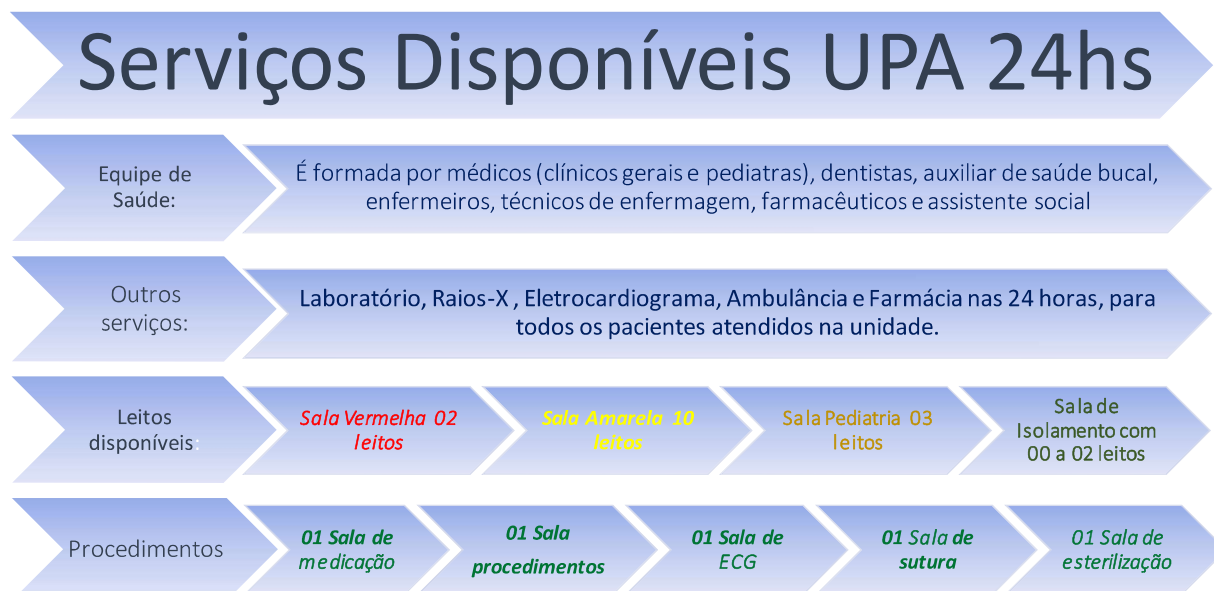 Serviços Disponíveis UPA 24hs
Equipe de
Saúde:
É formada por médicos (clínicos gerais e pediatras), dentistas, auxiliar de saúde bucal,
enfermeiros, técnicos de enfermagem, farmacêuticos e assistente social
Outros
serviços:
Laboratório, Raios-X , Eletrocardiograma, Ambulância e Farmácia nas 24 horas, para
todos os pacientes atendidos na unidade.
Leitos
disponíveis:
Sala Vermelha 02
leitos
Sala Amarela 10
leitos
Sala Pediatria 03
leitos
Sala de
Isolamento com
00 a 02 leitos
Procedimentos
01 Sala de
medicação
01 Sala
procedimentos
01 Sala de
ECG
01 Sala de
sutura
01 Sala de
esterilização